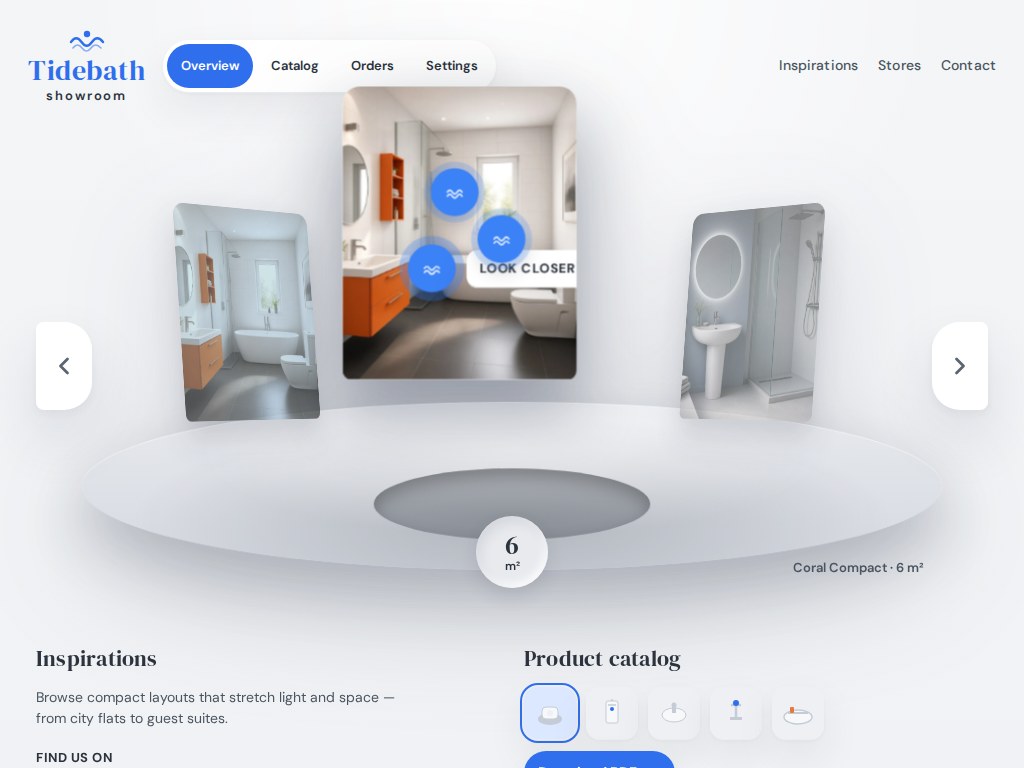 Tidebath
showroom
Overview
Catalog
Orders
Settings
Inspirations
Stores
Contact
LOOK CLOSER
6
m²
Coral Compact · 6 m²
Inspirations
Browse compact layouts that stretch light and space —
from city flats to guest suites.
FIND US ON
Product catalog